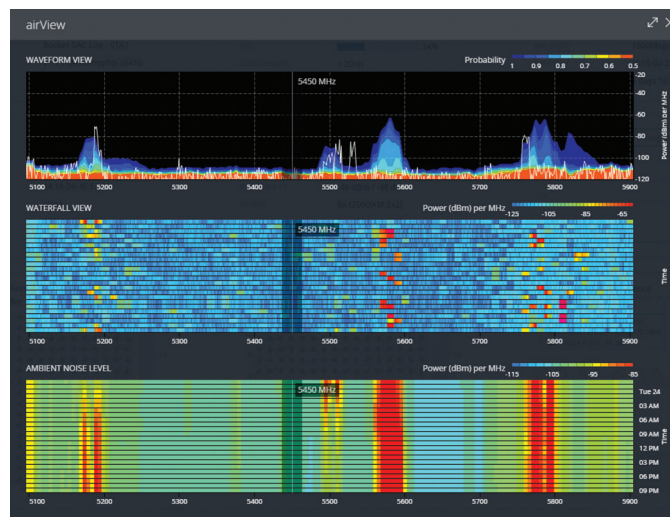 airView
WAVEFORM VIEW
Probability
1 0.9 0.8 0.7 0.6 0.5
5450 MHz
-20
-40
-60
-80
-100
-120
Power (dBm) per MHz
5100 5200 5300 5400 5500 5600 5700 5800 5900
WATERFALL VIEW
Power (dBm) per MHz
-125 -105 -85 -65
5450 MHz
Time
5100 5200 5300 5400 5500 5600 5700 5800 5900
AMBIENT NOISE LEVEL
Power (dBm) per MHz
-115 -105 -95 -85
5450 MHz
Tue 24
03 AM
06 AM
09 AM
12 PM
03 PM
06 PM
09 PM
Time
5100 5200 5300 5400 5500 5600 5700 5800 5900